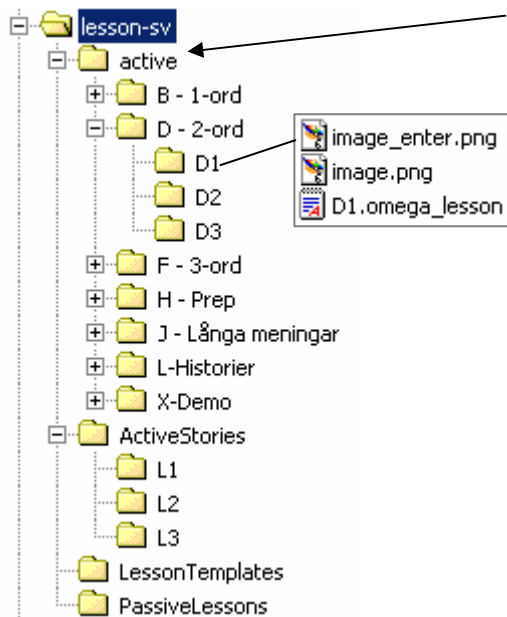 lesson-sv
active
B - 1-ord
D - 2-ord
D1
image_enter.png
image.png
D1.omega_lesson
D2
D3
F - 3-ord
H - Prep
J - Långa meningar
L-Historier
X-Demo
ActiveStories
L1
L2
L3
LessonTemplates
PassiveLessons